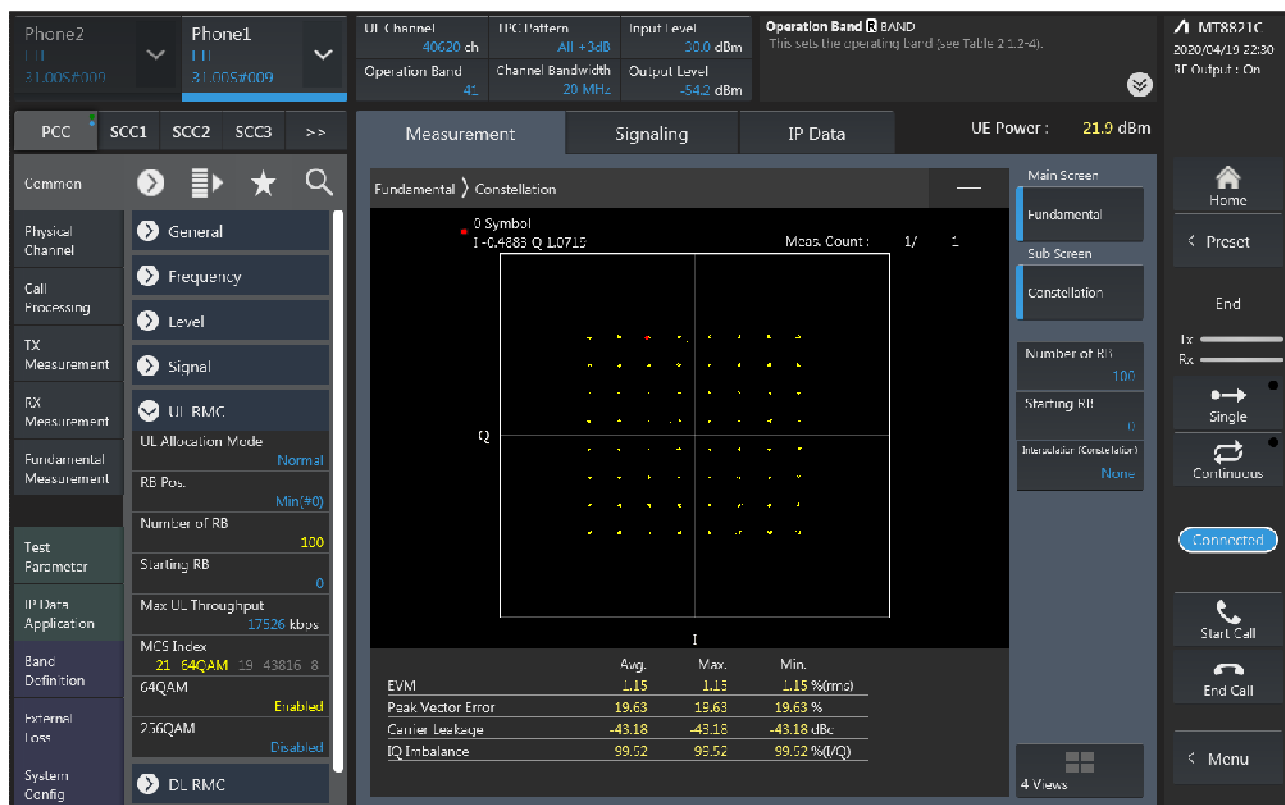 Phone2
LTE
31.00S#009
Phone1
LTE
31.00S#009
UL Channel
40620 ch
Operation Band
41
TPC Pattern
All +3dB
Channel Bandwidth
20 MHz
Input Level
30.0 dBm
Output Level
-54.2 dBm
Operation Band R BAND
This sets the operating band (see Table 2.1.2-4).
MT8821C
2020/04/19 22:30
RF Output : On
PCC SCC1 SCC2 SCC3 >>
Measurement Signaling IP Data
UE Power : 21.9 dBm
Common
Physical
Channel
Call
Processing
TX
Measurement
RX
Measurement
Fundamental
Measurement
Test
Parameter
IP Data
Application
Band
Definition
External
Loss
System
Config
General
Frequency
Level
Signal
UL RMC
UL Allocation Mode
Normal
RB Pos.
Min(#0)
Number of RB
100
Starting RB
0
Max UL Throughput
17526 kbps
MCS Index
21 64QAM 19 43816 8
64QAM
Enabled
256QAM
Disabled
DL RMC
Fundamental > Constellation
0 Symbol
I -0.4683 Q 1.0715
Meas. Count : 1/ 1
Q
I
Avg. Max. Min.
EVM 1.15 1.15 1.15 %(rms)
Peak Vector Error 19.63 19.63 19.63 %
Carrier Leakage -43.18 -43.18 -43.18 dBc
IQ Imbalance 99.52 99.52 99.52 %(I/Q)
Main Screen
Fundamental
Sub Screen
Constellation
Number of RB
100
Starting RB
0
Interpolation (Constellation)
None
4 Views
Home
< Preset
End
Tx
Rx
Single
Continuous
Connected
Start Call
End Call
< Menu